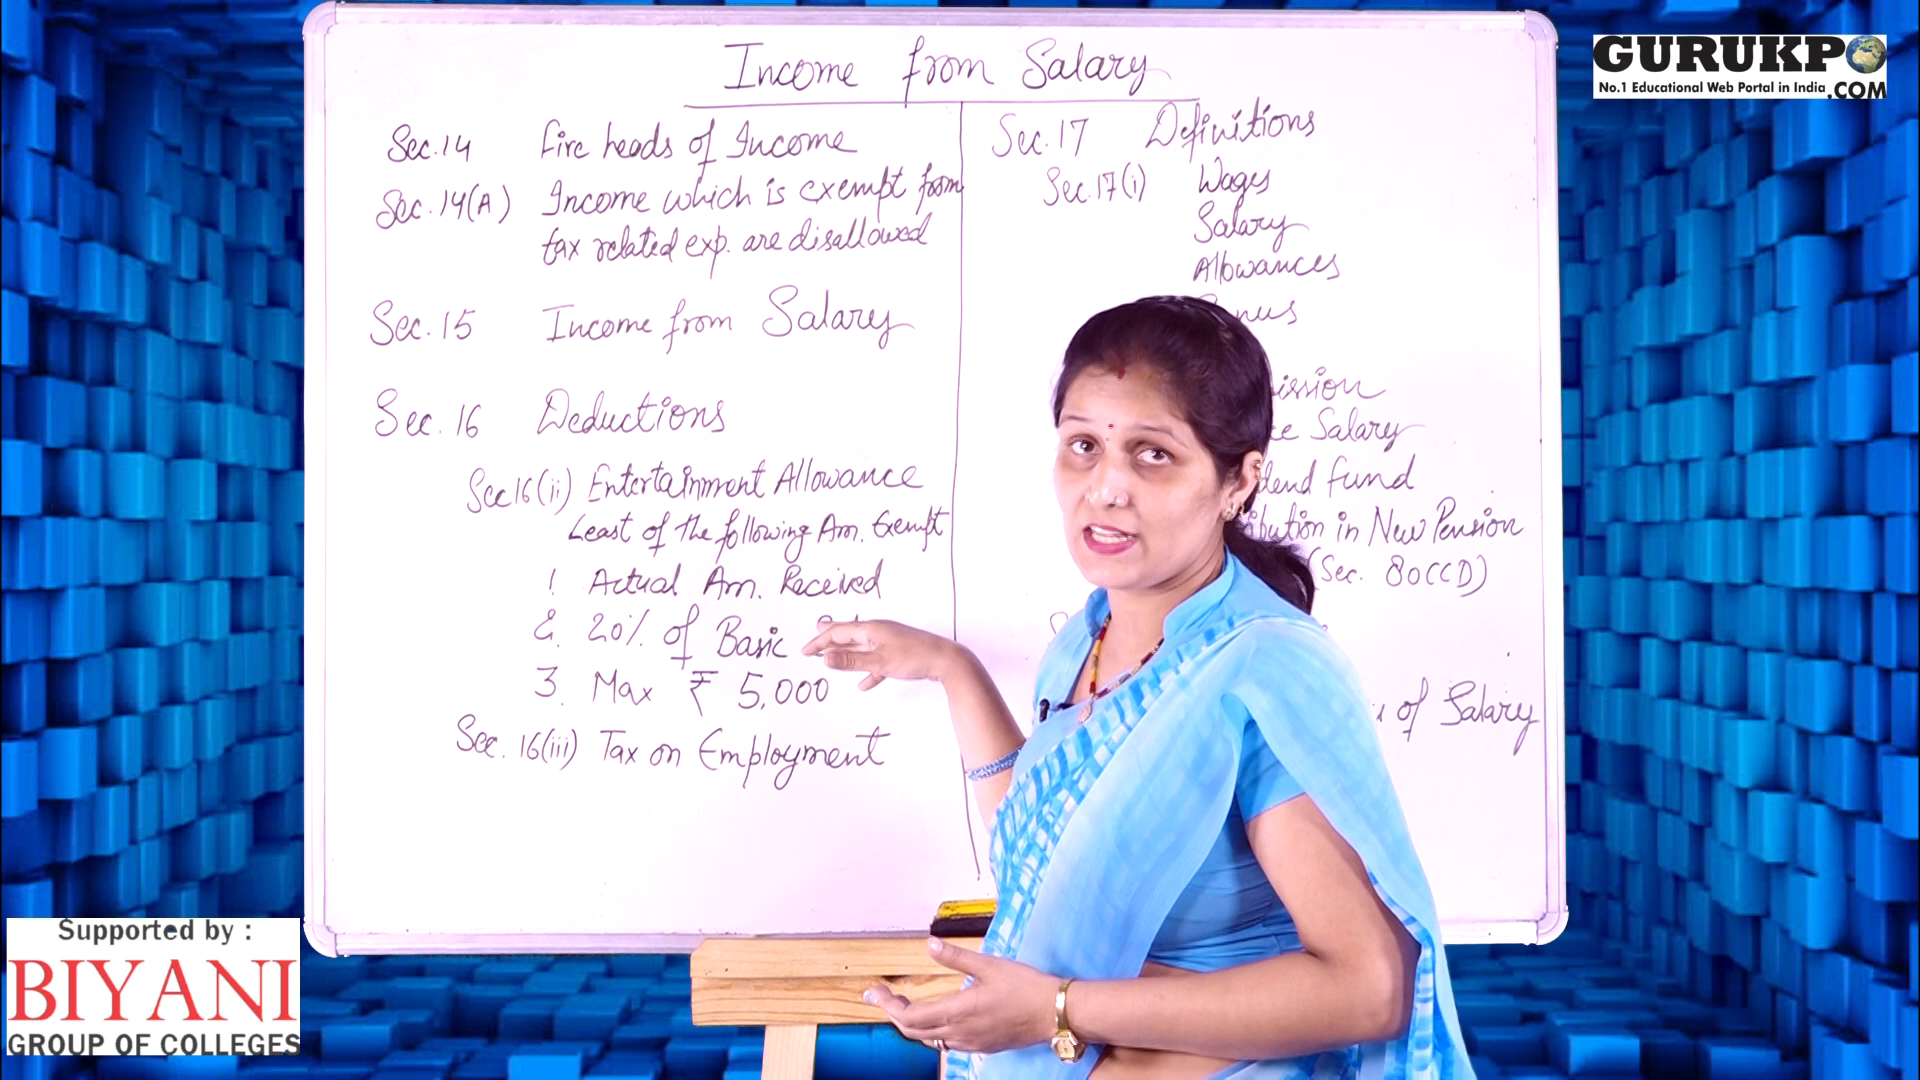 Income from Salary
Sec.14 Five heads of Income
Sec.14(A) Income which is exempt from
tax related exp. are disallowed
Sec.15 Income from Salary
Sec.16 Deductions
Sec16(ii) Entertainment Allowance
Least of the following Am. Exempt
1 Actual Am. Received
2. 20% of Basic
3. Max ₹ 5,000
Sec.16(iii) Tax on Employment
Sec.17 Definitions
Sec.17(i) Wages
Salary
Allowances
Salary
fund
in New Pension
(Sec. 80CCD)
of Salary
GURUKPO
.COM
No.1 Educational Web Portal in India
Supported by :
BIYANI
GROUP OF COLLEGES